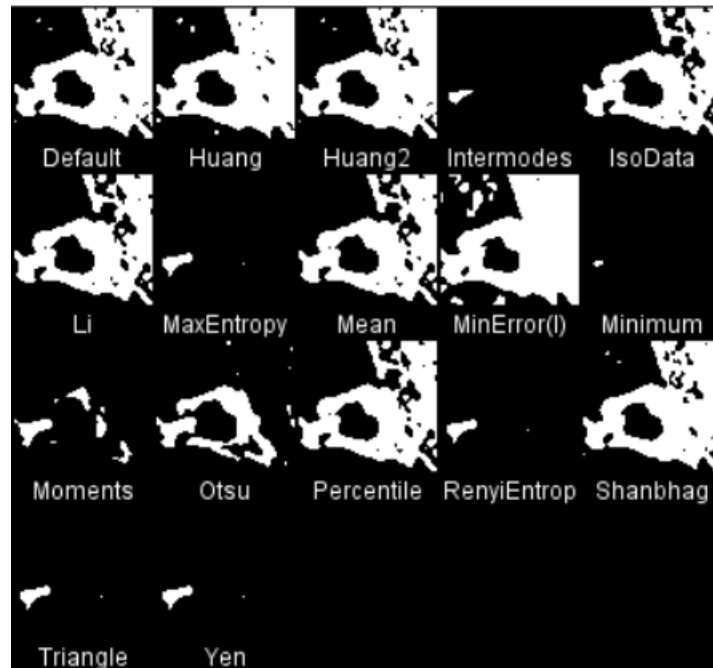 Default Huang Huang2 Intermodes IsoData
Li MaxEntropy Mean MinError(I) Minimum
Moments Otsu Percentile RenyiEntrop Shanbhag
Triangle Yen